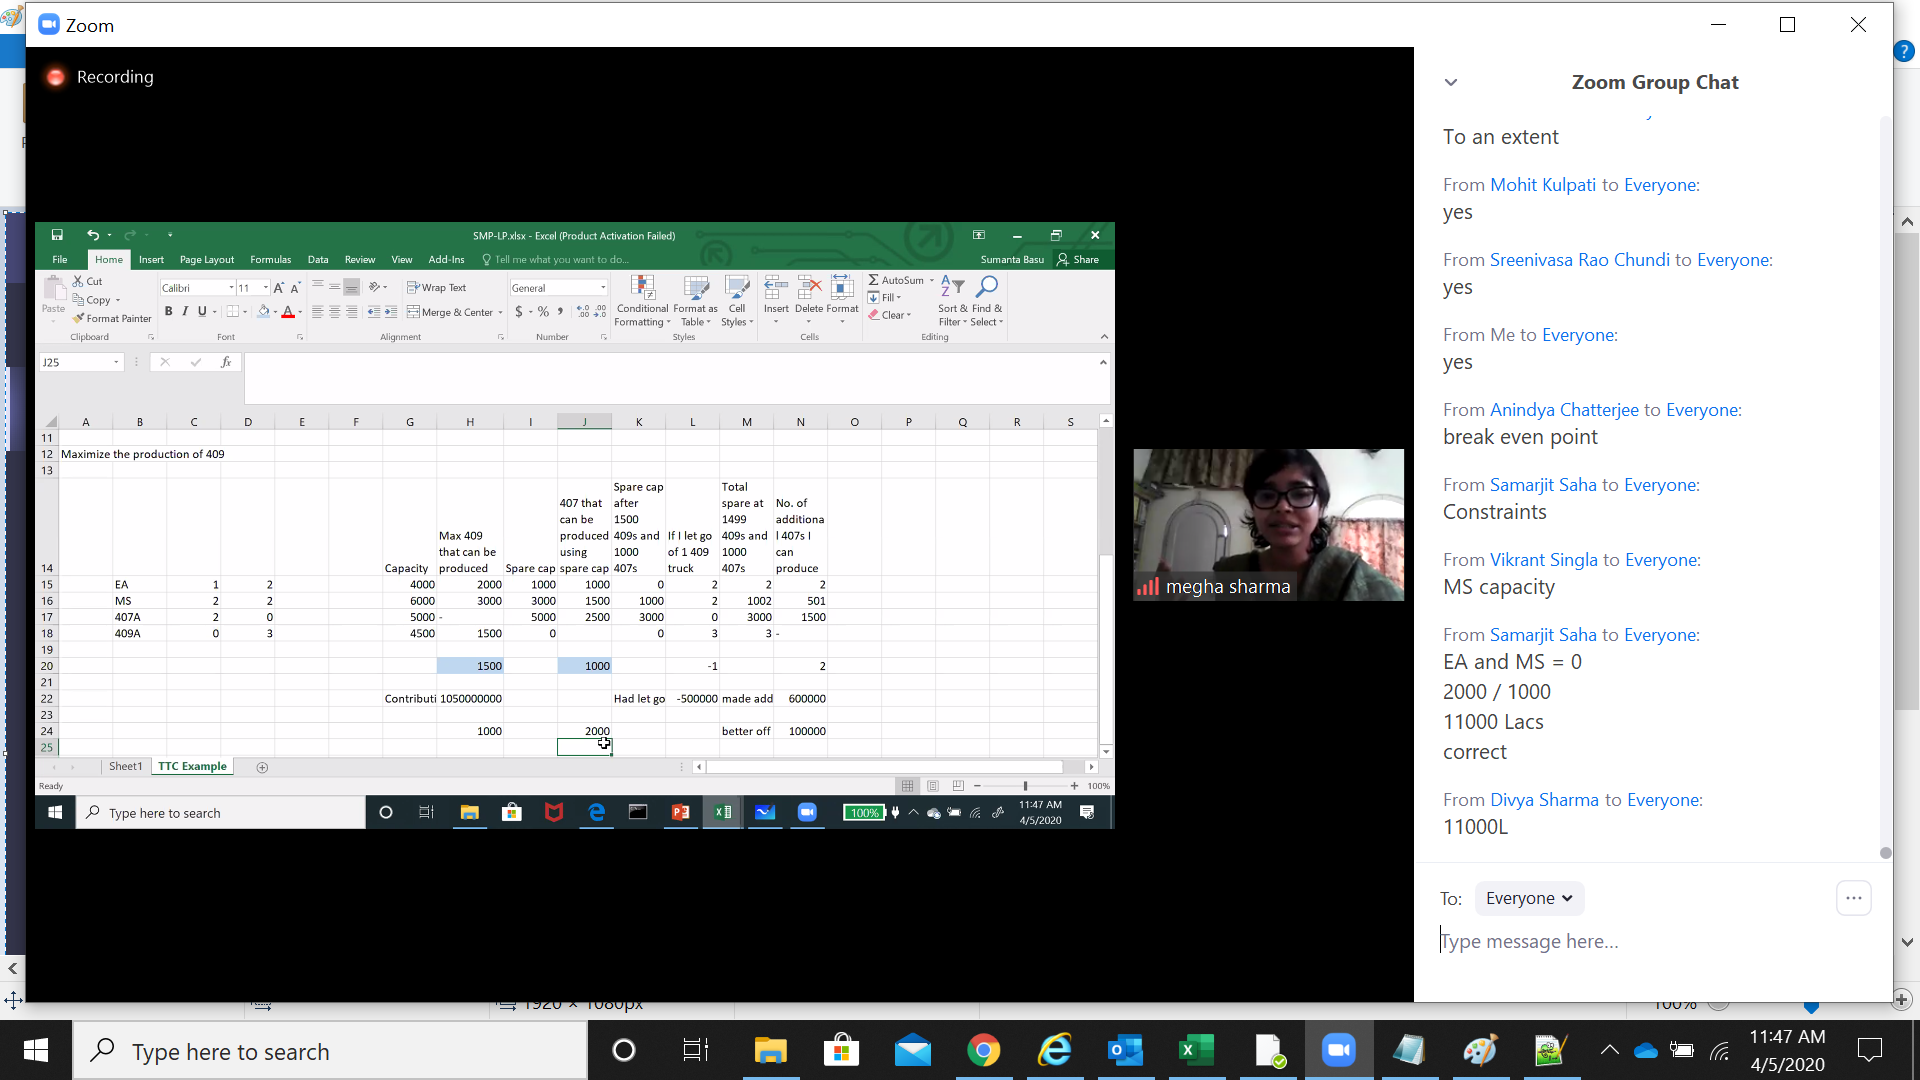 Zoom
Recording
SMP-LP.xlsx - Excel (Product Activation Failed)
File Home Insert Page Layout Formulas Data Review View Add-Ins Tell me what you want to do... Sumanta Basu Share
Paste
Cut
Copy
Format Painter
Clipboard
Calibri 11
B I U
Font
Wrap Text
Merge & Center
Alignment
General
$ % ,
Number
Conditional Formatting
Format as Table
Cell Styles
Styles
Insert Delete Format
Cells
AutoSum
Fill
Clear
Sort & Filter
Find & Select
Editing
J25
fx
A B C D E F G H I J K L M N O P Q R S
11
12 Maximize the production of 409
13
14 Capacity
Max 409
that can be
produced
Spare cap
407 that
can be
produced
using
spare cap
Spare cap
after
1500
409s and
1000
407s
If I let go
of 1 409
truck
Total
spare at
1499
409s and
1000
407s
No. of
additiona
l 407s I
can
produce
15 EA 1 2 4000 2000 1000 1000 0 2 2 2
16 MS 2 2 6000 3000 3000 1500 1000 2 1002 501
17 407A 2 0 5000 - 5000 2500 3000 0 3000 1500
18 409A 0 3 4500 1500 0 0 3 3 -
19
20 1500 1000 -1 2
21
22 Contributi 1050000000 Had let go -500000 made add 600000
23
24 1000 2000 better off 100000
25
Sheet1 TTC Example
Ready
100%
Type here to search
100%
11:47 AM
4/5/2020
megha sharma
Zoom Group Chat
To an extent
From Mohit Kulpati to Everyone:
yes
From Sreenivasa Rao Chundi to Everyone:
yes
From Me to Everyone:
yes
From Anindya Chatterjee to Everyone:
break even point
From Samarjit Saha to Everyone:
Constraints
From Vikrant Singla to Everyone:
MS capacity
From Samarjit Saha to Everyone:
EA and MS = 0
2000 / 1000
11000 Lacs
correct
From Divya Sharma to Everyone:
11000L
To: Everyone
Type message here...
1920 × 1080px
100%
Type here to search
11:47 AM
4/5/2020